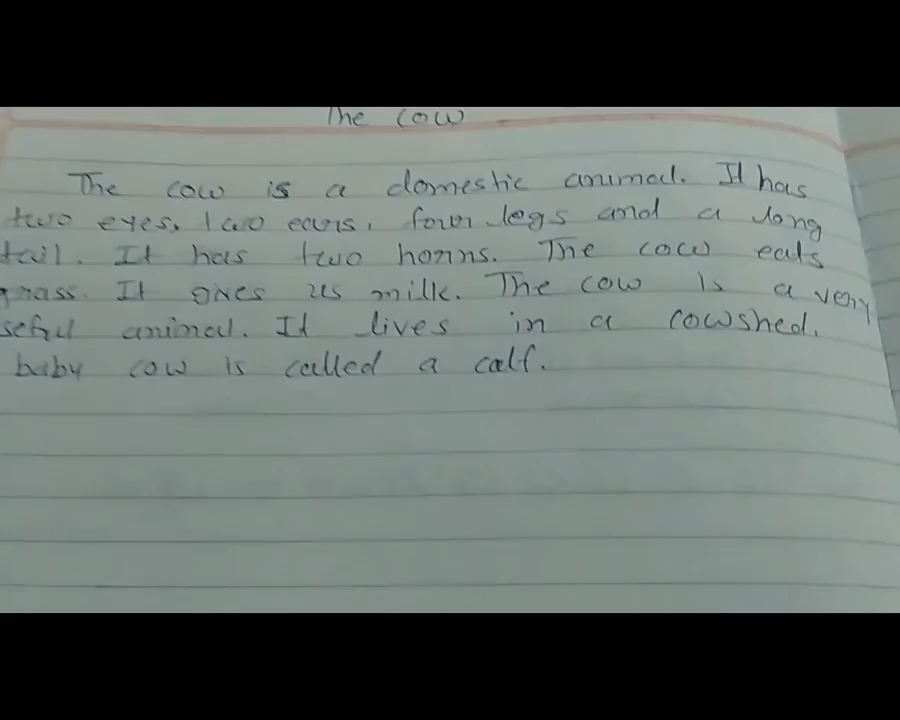 The cow
The cow is a domestic animal. It has
two eyes, two ears, four legs and a long
tail. It has two horns. The cow eats
grass. It gives us milk. The cow is a very
seful animal. It lives in a cowshed.
baby cow is called a calf.